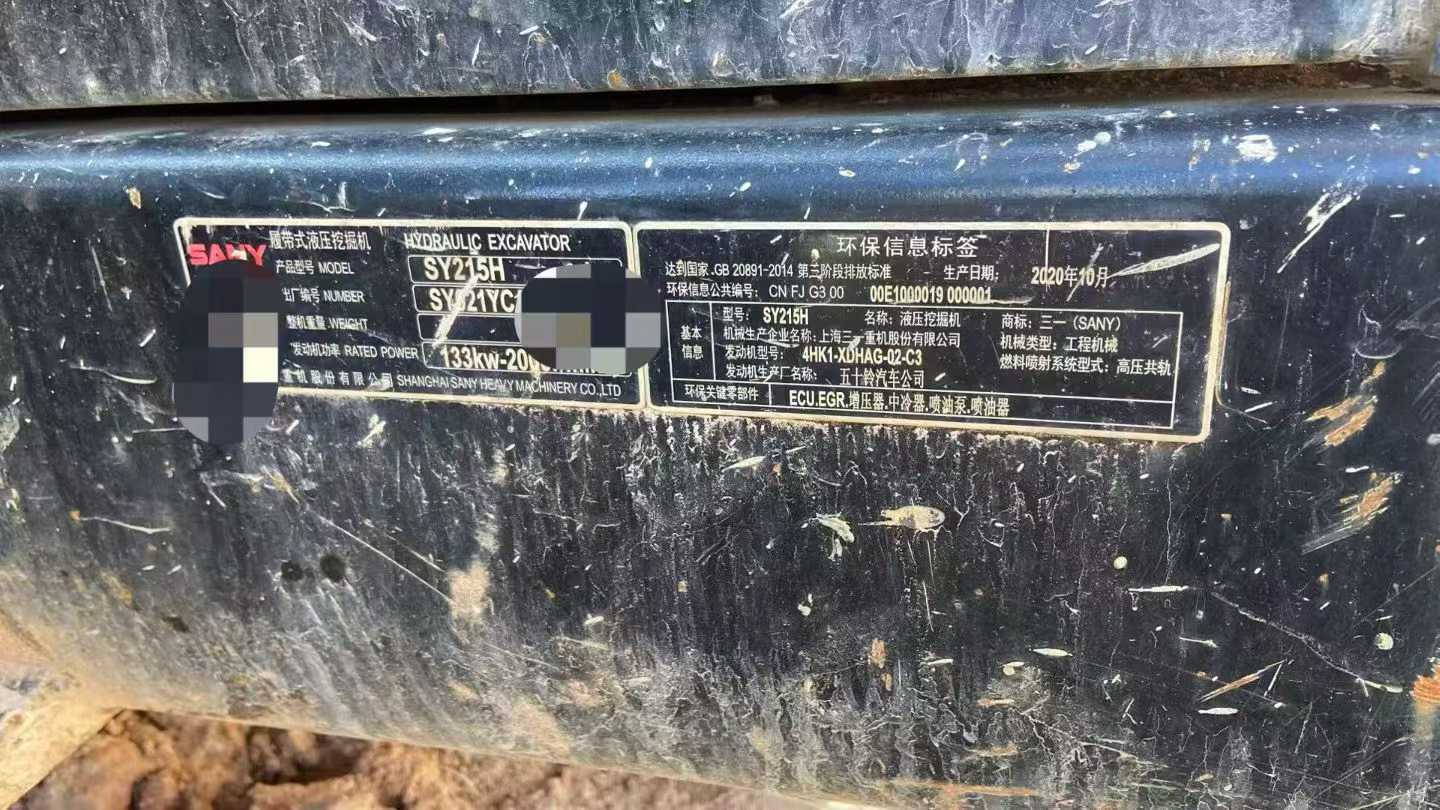 SANY 履带式液压挖掘机 HYDRAULIC EXCAVATOR
产品型号 MODEL SY215H
出厂编号 NUMBER
整机重量 WEIGHT
发动机功率 RATED POWER 133kw-20
重机股份有限公司 SHANGHAI SANY HEAVY MACHINERY CO.,LTD
环保信息标签
达到国家 GB 20891-2014 第三阶段排放标准 生产日期: 2020年10月
环保信息公共编号: CN FJ G3 00 00E1000019 000001
基本信息
型号: SY215H 名称: 液压挖掘机 商标: 三一 (SANY)
机械生产企业名称: 上海三一重机股份有限公司 机械类型: 工程机械
发动机型号: 4HK1-XDHAG-02-C3 燃料喷射系统型式: 高压共轨
发动机生产厂名称: 五十铃汽车公司
环保关键零部件 ECU.EGR.增压器.中冷器.喷油泵.喷油器